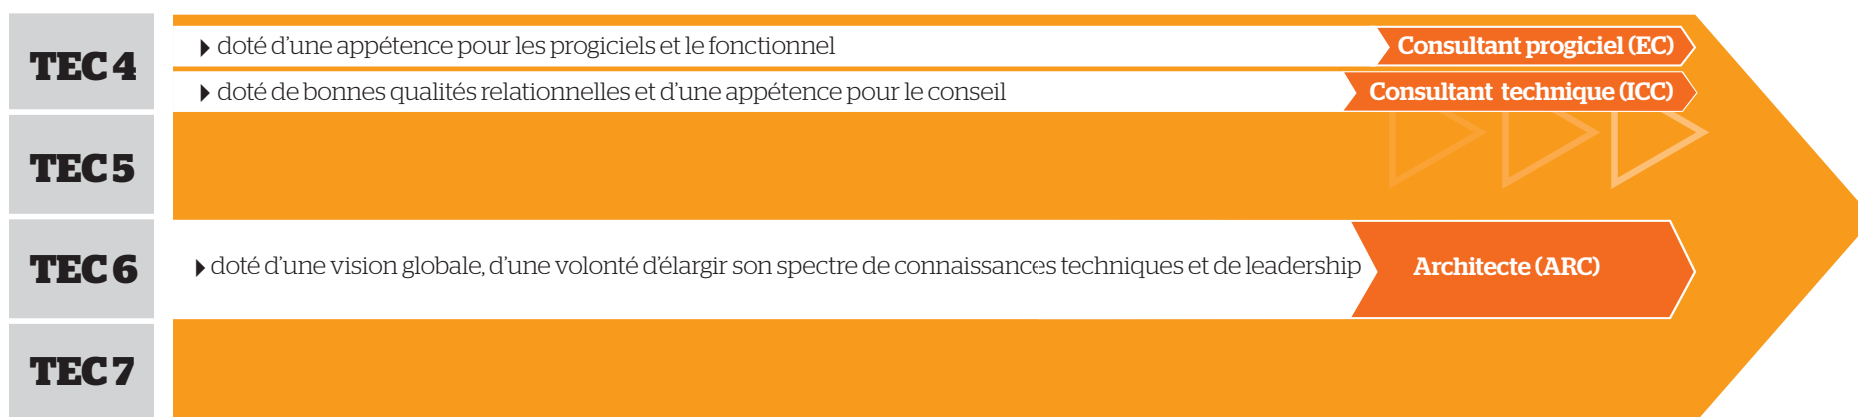 TEC 4
doté d'une appétence pour les progiciels et le fonctionnel
Consultant progiciel (EC)
doté de bonnes qualités relationnelles et d'une appétence pour le conseil
Consultant technique (ICC)
TEC 5
TEC 6
doté d'une vision globale, d'une volonté d'élargir son spectre de connaissances techniques et de leadership
Architecte (ARC)
TEC 7